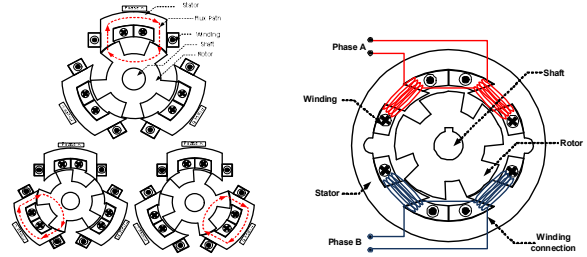 Stator
Flux Path
Winding
Shaft
Rotor
Phase A
Shaft
Winding
Rotor
Stator
Phase B
Winding
connection